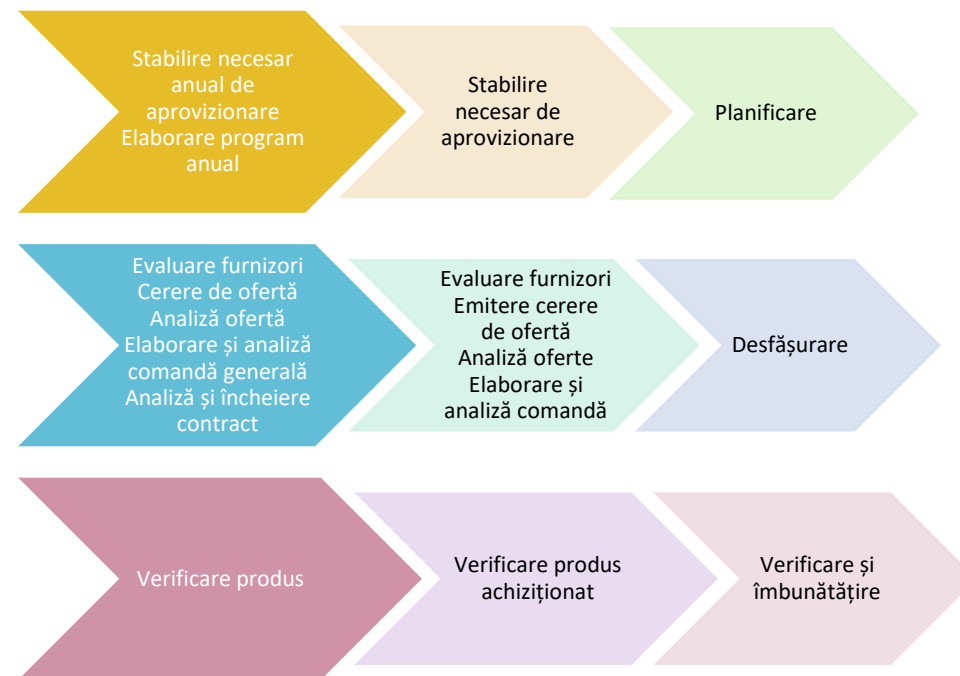 Stabilire necesar
anual de
aprovizionare
Elaborare program
anual
Stabilire
necesar de
aprovizionare
Planificare
Evaluare furnizori
Cerere de ofertă
Analiză ofertă
Elaborare și analiză
comandă generală
Analiză și încheiere
contract
Evaluare furnizori
Emitere cerere
de ofertă
Analiză oferte
Elaborare și
analiză comandă
Desfășurare
Verificare produs
Verificare produs
achiziționat
Verificare și
îmbunătățire